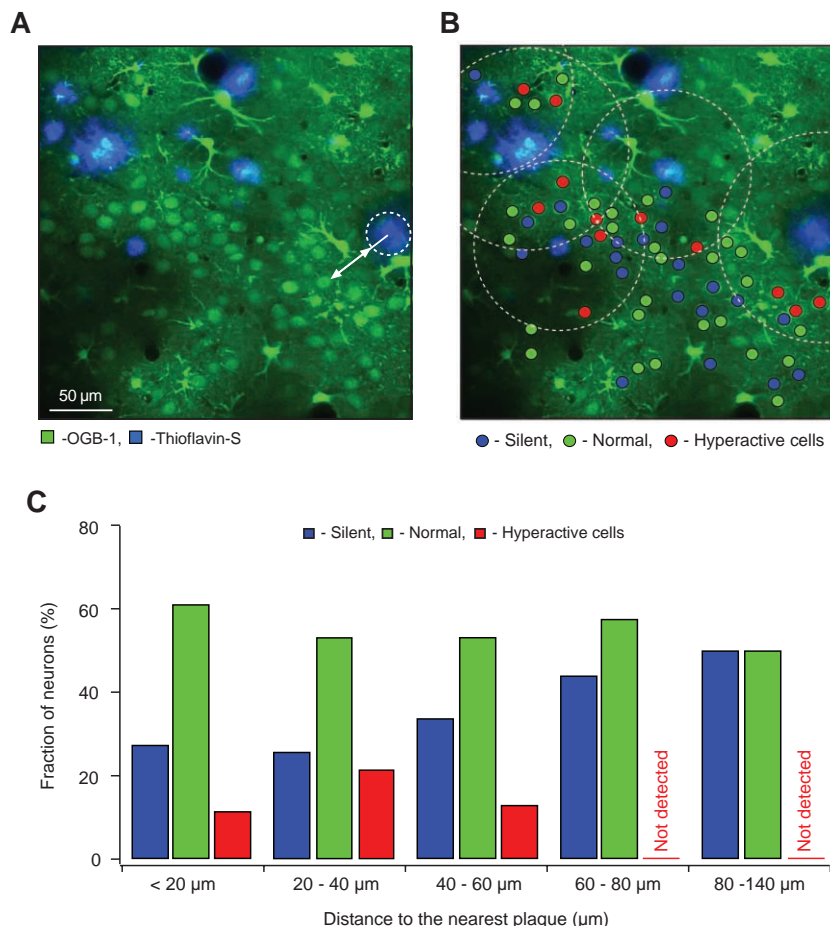 A
B
50 µm
-OGB-1, -Thioflavin-S
- Silent, - Normal, - Hyperactive cells
C
80
- Silent, - Normal, - Hyperactive cells
60
Fraction of neurons (%)
40
20
Not detected
Not detected
0
< 20 µm 20 - 40 µm 40 - 60 µm 60 - 80 µm 80 -140 µm
Distance to the nearest plaque (µm)